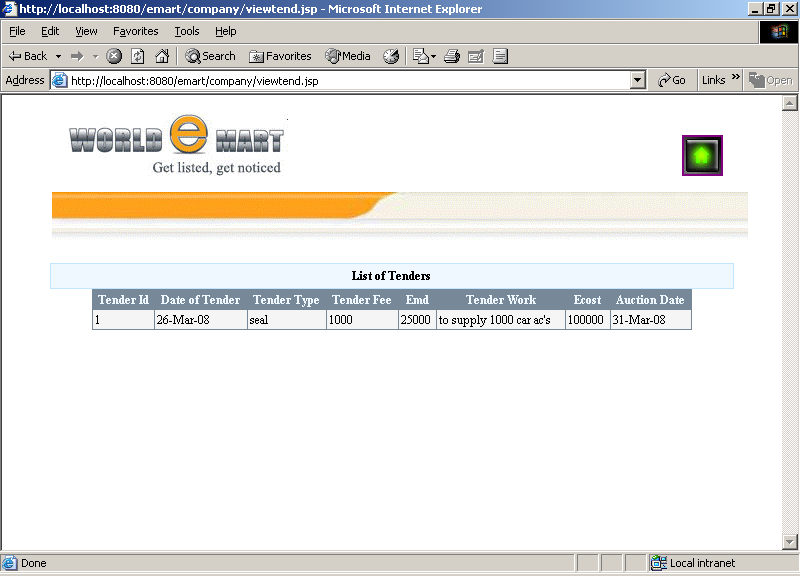 http://localhost:8080/emart/company/viewtend.jsp - Microsoft Internet Explorer
File Edit View Favorites Tools Help
Back Search Favorites Media
Address http://localhost:8080/emart/company/viewtend.jsp Go Links » Open
WORLD e MART
Get listed, get noticed
List of Tenders
Tender Id Date of Tender Tender Type Tender Fee Emd Tender Work Ecost Auction Date
1 26-Mar-08 seal 1000 25000 to supply 1000 car ac's 100000 31-Mar-08
Done Local intranet